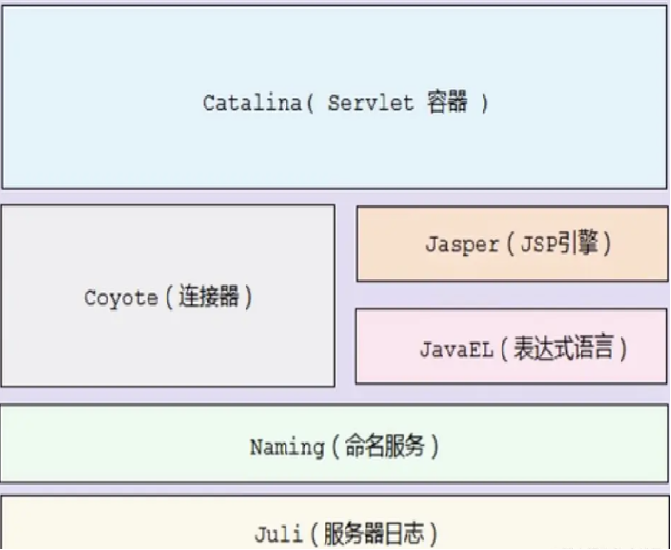 Catalina( Servlet 容器 )
Jasper(JSP引擎)
Coyote(连接器)
JavaEL(表达式语言)
Naming(命名服务)
Juli(服务器日志)